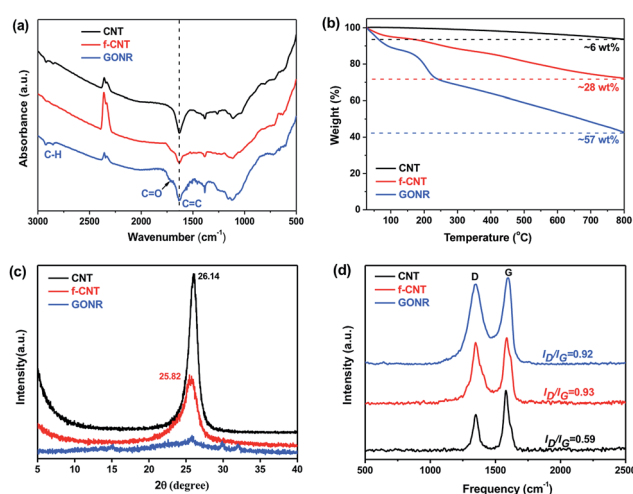 (a)
CNT
f-CNT
GONR
C-H
C=O
C=C
Absorbance (a.u.)
3000 2500 2000 1500 1000 500
Wavenumber (cm⁻¹)
(b)
100
80
60
40
20
0
~6 wt%
~28 wt%
~57 wt%
CNT
f-CNT
GONR
Weight (%)
100 200 300 400 500 600 700 800
Temperature (°C)
(c)
CNT
f-CNT
GONR
26.14
25.82
Intensity(a.u.)
5 10 15 20 25 30 35 40
2θ (degree)
(d)
CNT
f-CNT
GONR
D G
I_D/I_G=0.92
I_D/I_G=0.93
I_D/I_G=0.59
Intensity (a.u.)
500 1000 1500 2000 2500
Frequency (cm⁻¹)